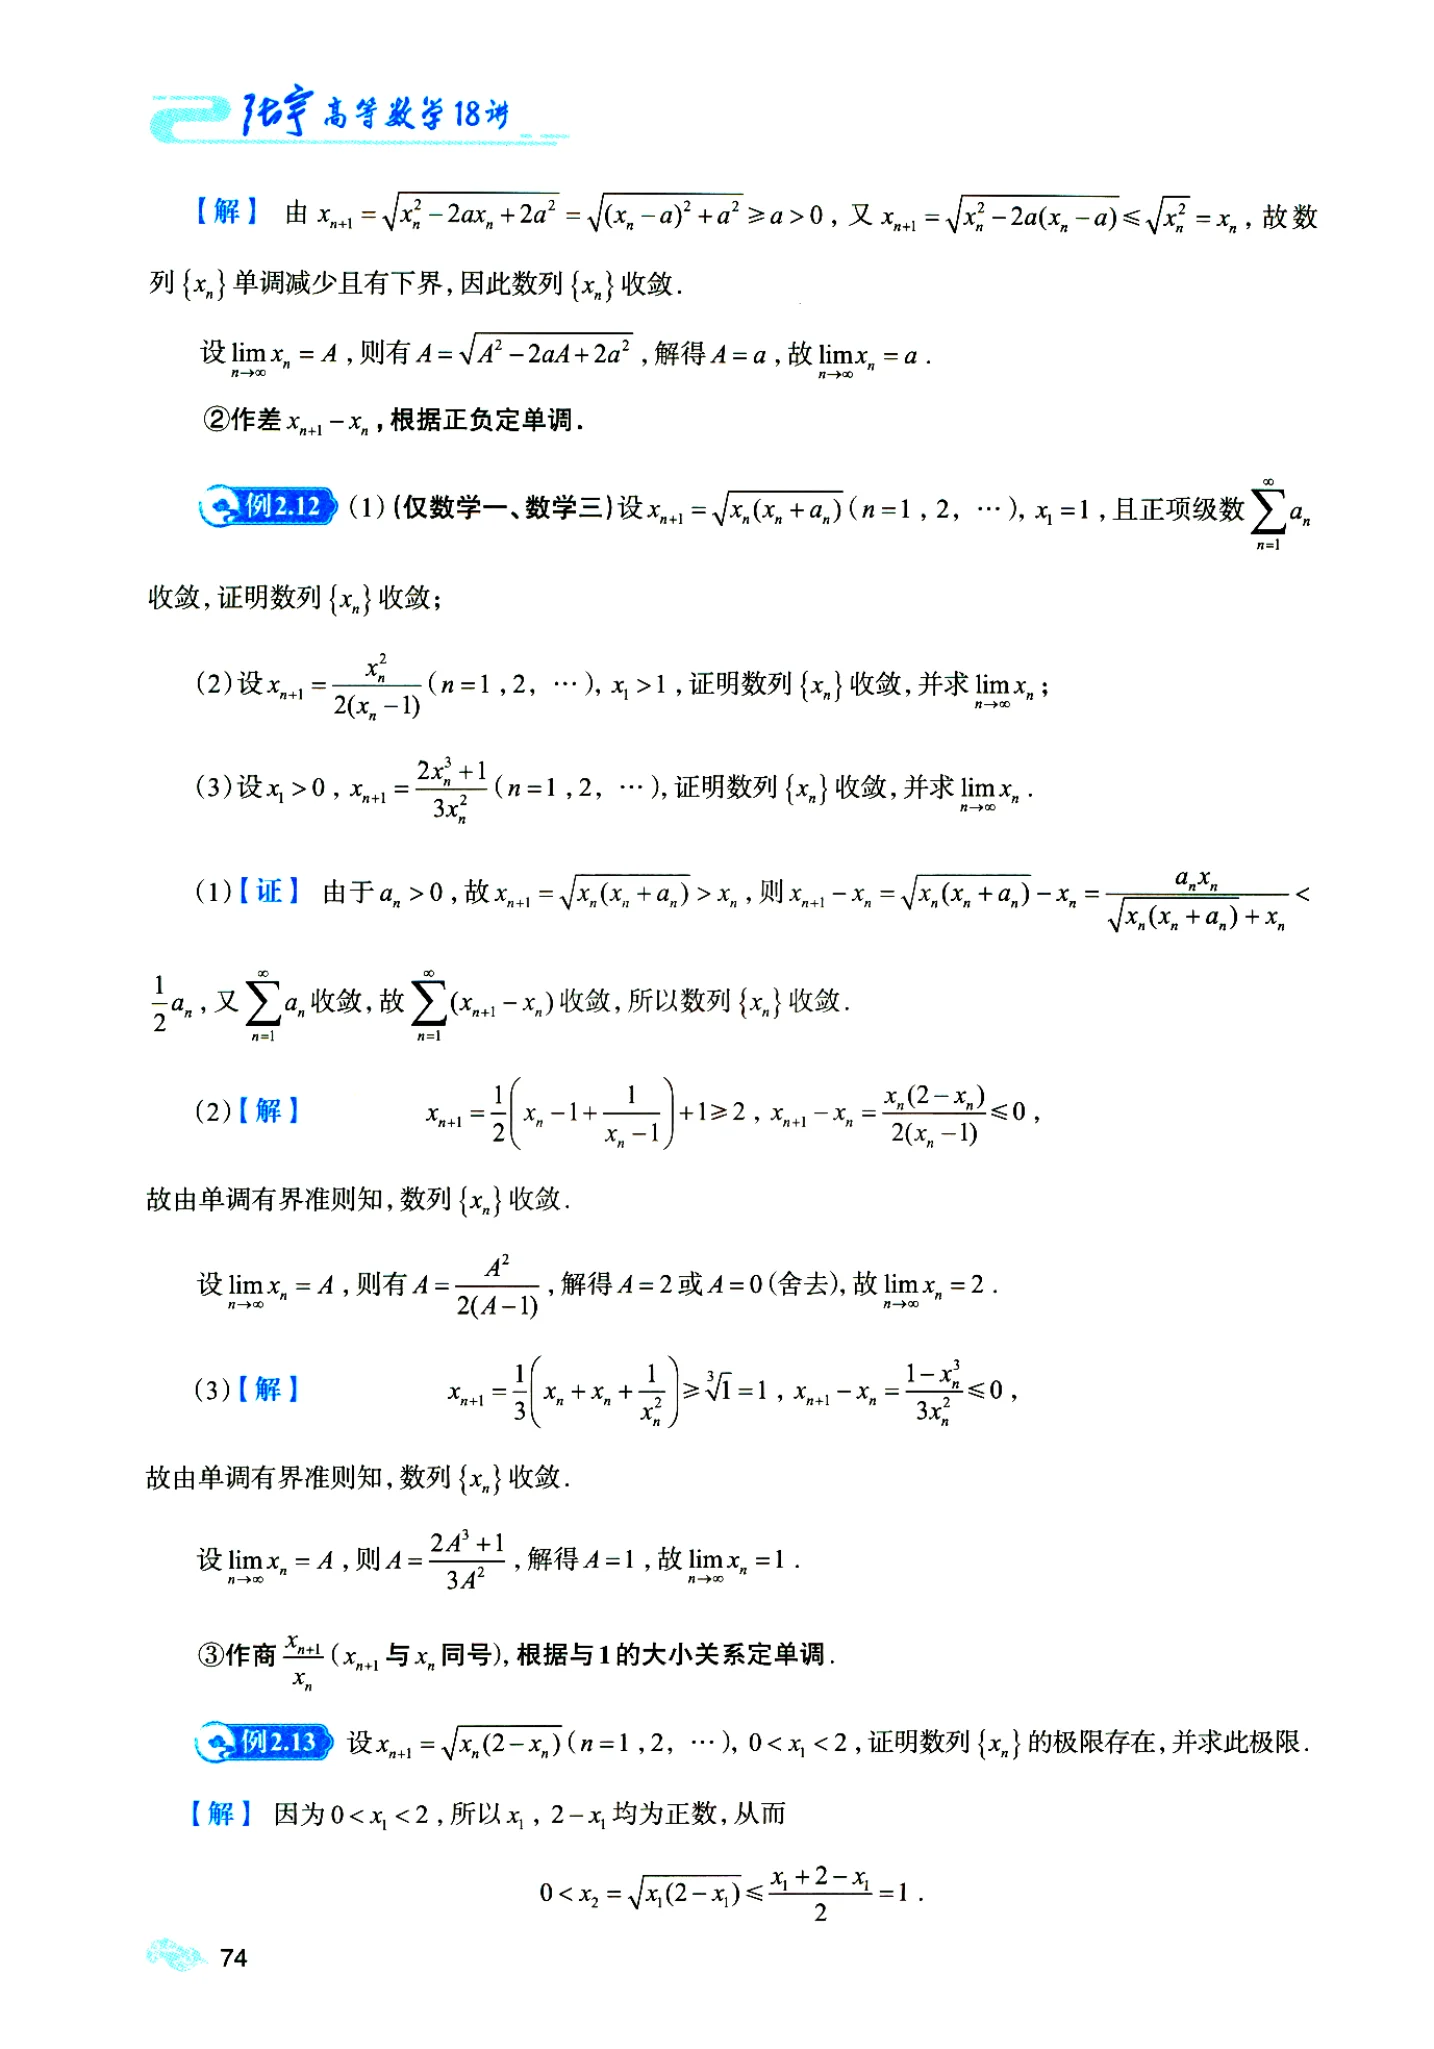 张宇高等数学18讲
【解】 由 $x_{n+1}=\sqrt{x_n^2-2ax_n+2a^2}=\sqrt{(x_n-a)^2+a^2}\geqslant a>0$，又 $x_{n+1}=\sqrt{x_n^2-2a(x_n-a)}\leqslant\sqrt{x_n^2}=x_n$，故数
列 $\{x_n\}$ 单调减少且有下界，因此数列 $\{x_n\}$ 收敛．
设 $\lim\limits_{n\to\infty}x_n=A$，则有 $A=\sqrt{A^2-2aA+2a^2}$，解得 $A=a$，故 $\lim\limits_{n\to\infty}x_n=a$．
②作差 $x_{n+1}-x_n$，根据正负定单调．
例2.12 (1)(仅数学一、数学三)设 $x_{n+1}=\sqrt{x_n(x_n+a_n)}$ ($n=1,2,\cdots$)，$x_1=1$，且正项级数 $\sum\limits_{n=1}^{\infty}a_n$
收敛，证明数列 $\{x_n\}$ 收敛；
(2)设 $x_{n+1}=\dfrac{x_n^2}{2(x_n-1)}$ ($n=1,2,\cdots$)，$x_1>1$，证明数列 $\{x_n\}$ 收敛，并求 $\lim\limits_{n\to\infty}x_n$；
(3)设 $x_1>0$，$x_{n+1}=\dfrac{2x_n^3+1}{3x_n^2}$ ($n=1,2,\cdots$)，证明数列 $\{x_n\}$ 收敛，并求 $\lim\limits_{n\to\infty}x_n$．
(1)【证】 由于 $a_n>0$，故 $x_{n+1}=\sqrt{x_n(x_n+a_n)}>x_n$，则 $x_{n+1}-x_n=\sqrt{x_n(x_n+a_n)}-x_n=\dfrac{a_nx_n}{\sqrt{x_n(x_n+a_n)}+x_n}<$
$\dfrac{1}{2}a_n$，又 $\sum\limits_{n=1}^{\infty}a_n$ 收敛，故 $\sum\limits_{n=1}^{\infty}(x_{n+1}-x_n)$ 收敛，所以数列 $\{x_n\}$ 收敛．
(2)【解】 $x_{n+1}=\dfrac{1}{2}\left(x_n-1+\dfrac{1}{x_n-1}\right)+1\geqslant 2$，$x_{n+1}-x_n=\dfrac{x_n(2-x_n)}{2(x_n-1)}\leqslant 0$，
故由单调有界准则知，数列 $\{x_n\}$ 收敛．
设 $\lim\limits_{n\to\infty}x_n=A$，则有 $A=\dfrac{A^2}{2(A-1)}$，解得 $A=2$ 或 $A=0$ (舍去)，故 $\lim\limits_{n\to\infty}x_n=2$．
(3)【解】 $x_{n+1}=\dfrac{1}{3}\left(x_n+x_n+\dfrac{1}{x_n^2}\right)\geqslant\sqrt[3]{1}=1$，$x_{n+1}-x_n=\dfrac{1-x_n^3}{3x_n^2}\leqslant 0$，
故由单调有界准则知，数列 $\{x_n\}$ 收敛．
设 $\lim\limits_{n\to\infty}x_n=A$，则 $A=\dfrac{2A^3+1}{3A^2}$，解得 $A=1$，故 $\lim\limits_{n\to\infty}x_n=1$．
③作商 $\dfrac{x_{n+1}}{x_n}$ ($x_{n+1}$ 与 $x_n$ 同号)，根据与1的大小关系定单调．
例2.13 设 $x_{n+1}=\sqrt{x_n(2-x_n)}$ ($n=1,2,\cdots$)，$0<x_1<2$，证明数列 $\{x_n\}$ 的极限存在，并求此极限．
【解】 因为 $0<x_1<2$，所以 $x_1$，$2-x_1$ 均为正数，从而
$0<x_2=\sqrt{x_1(2-x_1)}\leqslant\dfrac{x_1+2-x_1}{2}=1$．
74